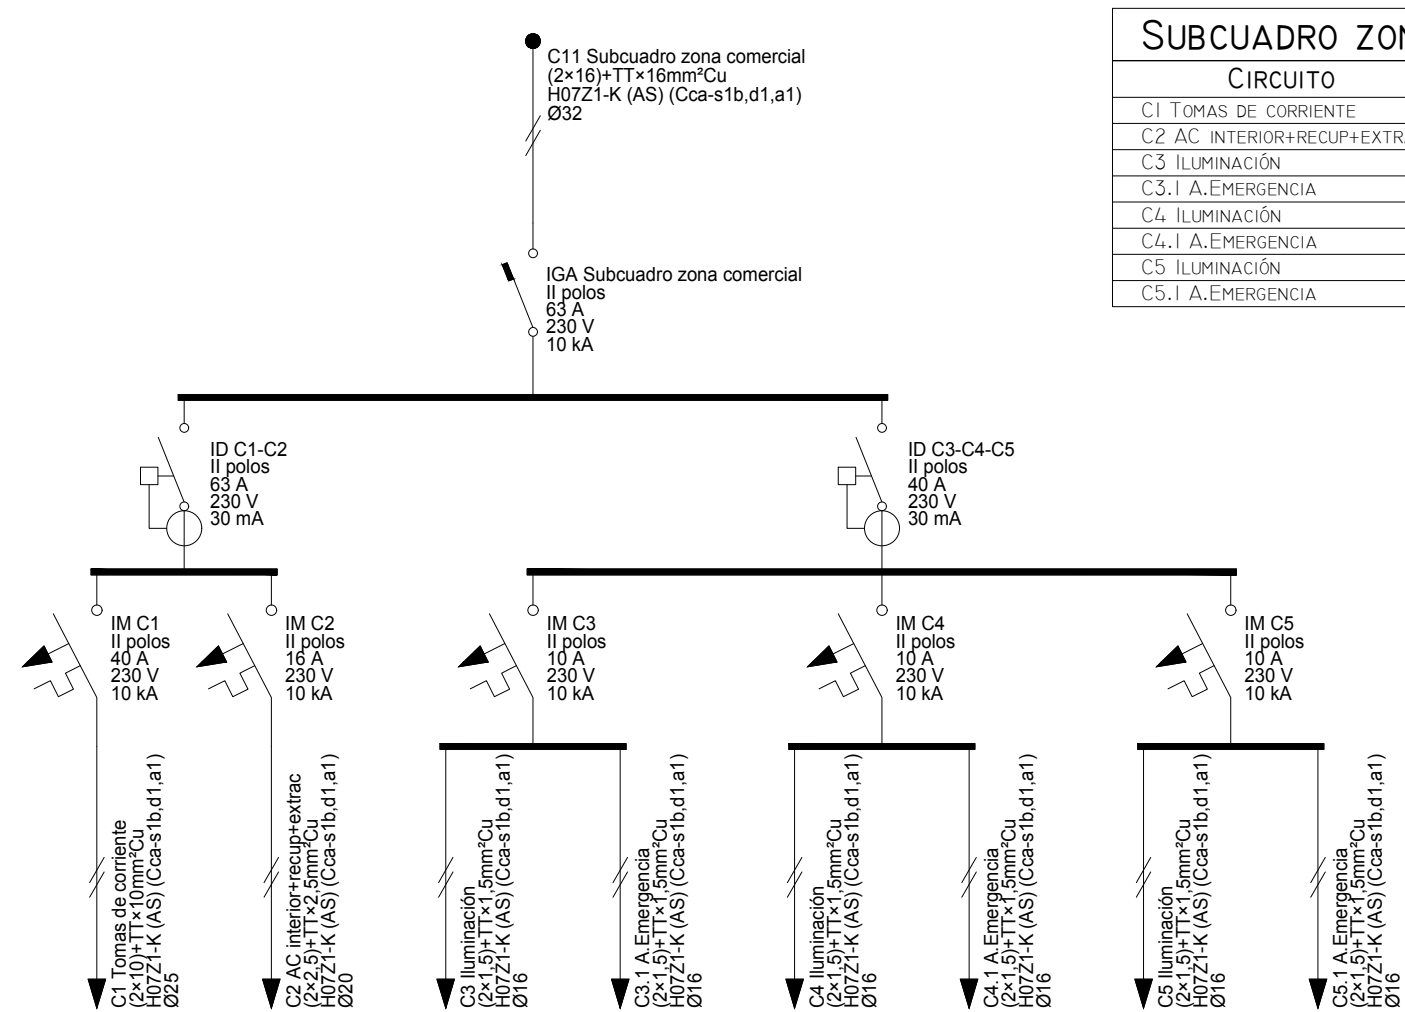 C11 Subcuadro zona comercial
(2×16)+TT×16mm²Cu
H07Z1-K (AS) (Cca-s1b,d1,a1)
Ø32
SUBCUADRO ZON
CIRCUITO
C1 TOMAS DE CORRIENTE
C2 AC INTERIOR+RECUP+EXTRA
C3 ILUMINACIÓN
C3.1 A.EMERGENCIA
C4 ILUMINACIÓN
C4.1 A.EMERGENCIA
C5 ILUMINACIÓN
C5.1 A.EMERGENCIA
IGA Subcuadro zona comercial
II polos
63 A
230 V
10 kA
ID C1-C2
II polos
63 A
230 V
30 mA
ID C3-C4-C5
II polos
40 A
230 V
30 mA
IM C1
II polos
40 A
230 V
10 kA
IM C2
II polos
16 A
230 V
10 kA
IM C3
II polos
10 A
230 V
10 kA
IM C4
II polos
10 A
230 V
10 kA
IM C5
II polos
10 A
230 V
10 kA
C1 Tomas de corriente
(2×10)+TT×10mm²Cu
H07Z1-K (AS) (Cca-s1b,d1,a1)
Ø25
C2 AC interior+recup+extrac
(2×2,5)+TT×2,5mm²Cu
H07Z1-K (AS) (Cca-s1b,d1,a1)
Ø20
C3 Iluminación
(2×1,5)+TT×1,5mm²Cu
H07Z1-K (AS) (Cca-s1b,d1,a1)
Ø16
C3.1 A.Emergencia
(2×1,5)+TT×1,5mm²Cu
H07Z1-K (AS) (Cca-s1b,d1,a1)
Ø16
C4 Iluminación
(2×1,5)+TT×1,5mm²Cu
H07Z1-K (AS) (Cca-s1b,d1,a1)
Ø16
C4.1 A.Emergencia
(2×1,5)+TT×1,5mm²Cu
H07Z1-K (AS) (Cca-s1b,d1,a1)
Ø16
C5 Iluminación
(2×1,5)+TT×1,5mm²Cu
H07Z1-K (AS) (Cca-s1b,d1,a1)
Ø16
C5.1 A.Emergencia
(2×1,5)+TT×1,5mm²Cu
H07Z1-K (AS) (Cca-s1b,d1,a1)
Ø16